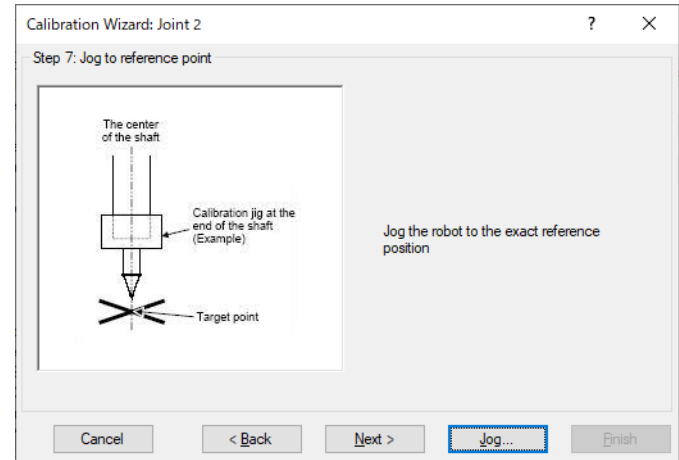 Calibration Wizard: Joint 2
?
Step 7: Jog to reference point
The center
of the shaft
Calibration jig at the
end of the shaft
(Example)
Target point
Jog the robot to the exact reference
position
Cancel
< Back
Next >
Jog...
Finish